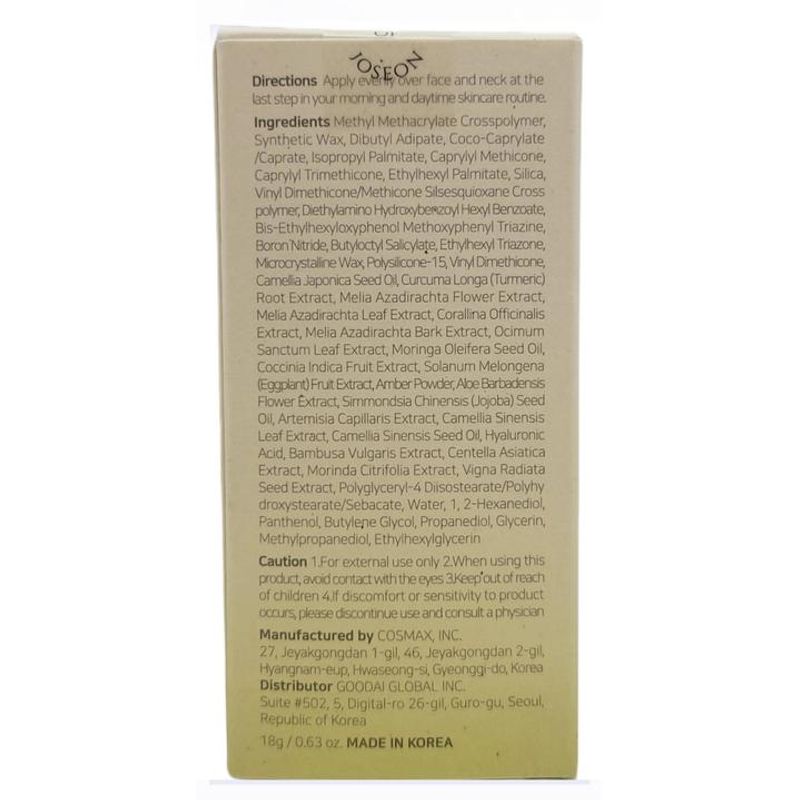 JOSEON
Directions Apply evenly over face and neck at the
last step in your morning and daytime skincare routine.
Ingredients Methyl Methacrylate Crosspolymer,
Synthetic Wax, Dibutyl Adipate, Coco-Caprylate
/Caprate, Isopropyl Palmitate, Caprylyl Methicone,
Caprylyl Trimethicone, Ethylhexyl Palmitate, Silica,
Vinyl Dimethicone/Methicone Silsesquioxane Cross
polymer, Diethylamino Hydroxybenzoyl Hexyl Benzoate,
Bis-Ethylhexyloxyphenol Methoxyphenyl Triazine,
Boron Nitride, Butyloctyl Salicylate, Ethylhexyl Triazone,
Microcrystalline Wax, Polysilicone-15, Vinyl Dimethicone,
Camellia Japonica Seed Oil, Curcuma Longa (Turmeric)
Root Extract, Melia Azadirachta Flower Extract,
Melia Azadirachta Leaf Extract, Corallina Officinalis
Extract, Melia Azadirachta Bark Extract, Ocimum
Sanctum Leaf Extract, Moringa Oleifera Seed Oil,
Coccinia Indica Fruit Extract, Solanum Melongena
(Eggplant) Fruit Extract, Amber Powder, Aloe Barbadensis
Flower Extract, Simmondsia Chinensis (Jojoba) Seed
Oil, Artemisia Capillaris Extract, Camellia Sinensis
Leaf Extract, Camellia Sinensis Seed Oil, Hyaluronic
Acid, Bambusa Vulgaris Extract, Centella Asiatica
Extract, Morinda Citrifolia Extract, Vigna Radiata
Seed Extract, Polyglyceryl-4 Diisostearate/Polyhy
droxystearate/Sebacate, Water, 1, 2-Hexanediol,
Panthenol, Butylene Glycol, Propanediol, Glycerin,
Methylpropanediol, Ethylhexylglycerin
Caution 1.For external use only 2.When using this
product, avoid contact with the eyes 3.Keep out of reach
of children 4.If discomfort or sensitivity to product
occurs, please discontinue use and consult a physician
Manufactured by COSMAX, INC.
27, Jeyakgongdan 1-gil, 46, Jeyakgongdan 2-gil,
Hyangnam-eup, Hwaseong-si, Gyeonggi-do, Korea
Distributor GOODAI GLOBAL INC.
Suite #502, 5, Digital-ro 26-gil, Guro-gu, Seoul,
Republic of Korea
18g / 0.63 oz. MADE IN KOREA